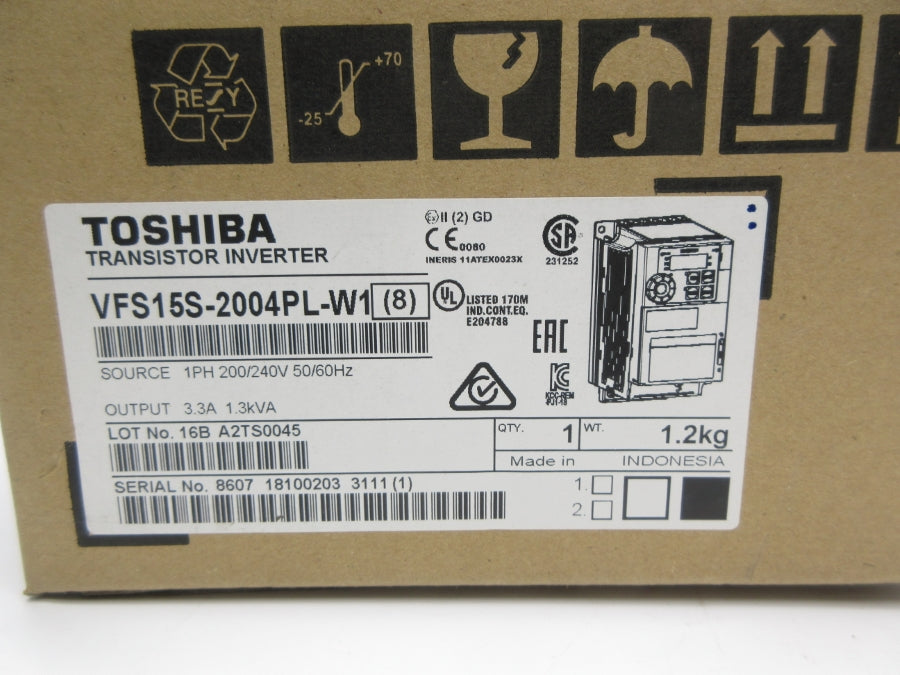 RESY
+70
-25
TOSHIBA
TRANSISTOR INVERTER
II (2) GD
CE 0080
INERIS 11ATEX0023X
SA
231252
VFS15S-2004PL-W1 (8)
UL LISTED 170M
IND.CONT.EQ.
E204788
EAC
SOURCE 1PH 200/240V 50/60Hz
OUTPUT 3.3A 1.3kVA
LOT No. 16B A2TS0045
QTY. 1 WT. 1.2kg
Made in INDONESIA
SERIAL No. 8607 18100203 3111 (1)
1.
2.